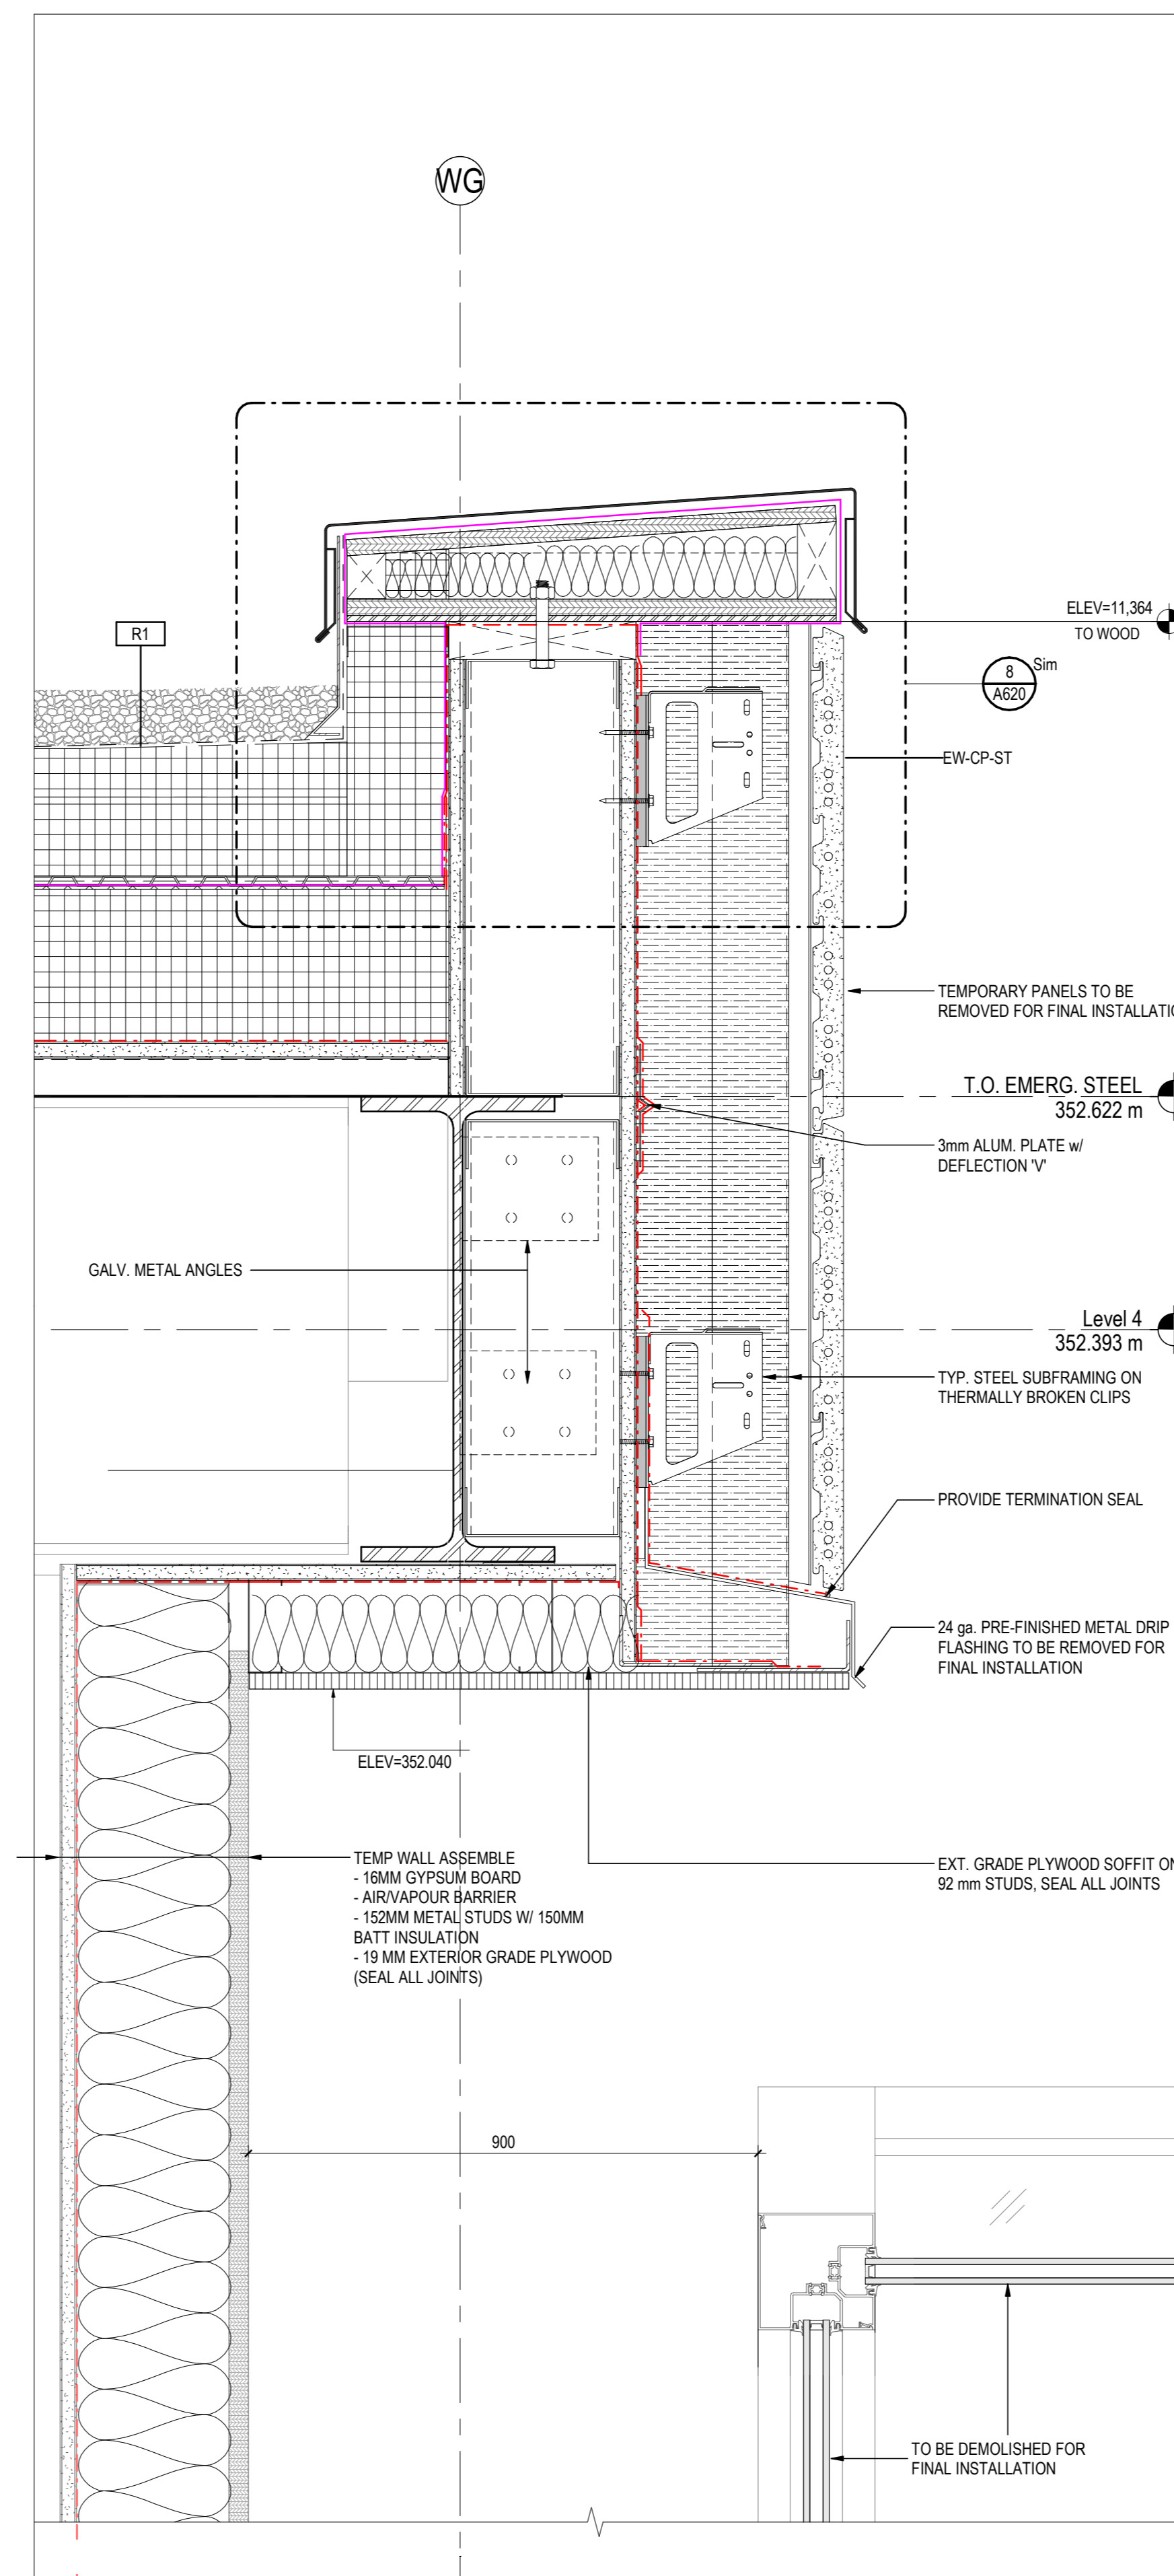 WG
R1
ELEV=11,364
TO WOOD
8
A620
Sim
EW-CP-ST
TEMPORARY PANELS TO BE
REMOVED FOR FINAL
T.O. EMERG. STEEL
352.622 m
3mm ALUM. PLATE w/
DEFLECTION 'V'
GALV. METAL ANGLES
Level 4
352.393 m
TYP. STEEL SUBFRAMING ON
THERMALLY BROKEN CLIPS
PROVIDE TERMINATION SEAL
24 ga. PRE-FINISHED METAL DRIP
FLASHING TO BE REMOVED FOR
FINAL INSTALLATION
ELEV=352.040
TEMP WALL ASSEMBLE
- 16MM GYPSUM BOARD
- AIR/VAPOUR BARRIER
- 152MM METAL STUDS W/ 150MM
BATT INSULATION
- 19 MM EXTERIOR GRADE PLYWOOD
(SEAL ALL JOINTS)
EXT. GRADE PLYWOOD SOFFIT
92 mm STUDS, SEAL ALL JOINTS
900
TO BE DEMOLISHED FOR
FINAL INSTALLATION